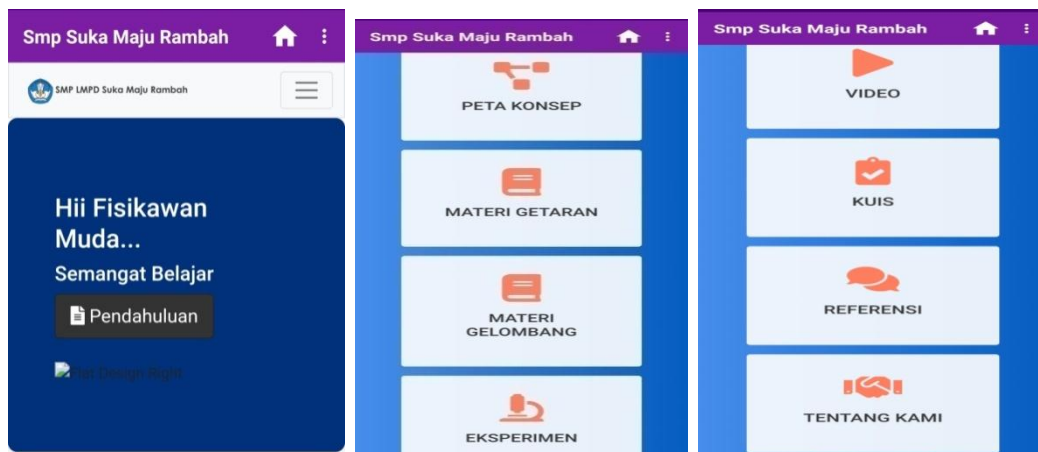 Smp Suka Maju Rambah
SMP LMPD Suka Maju Rambah
Hii Fisikawan
Muda...
Semangat Belajar
Pendahuluan
Flat Design Right
Smp Suka Maju Rambah
PETA KONSEP
MATERI GETARAN
MATERI
GELOMBANG
EKSPERIMEN
Smp Suka Maju Rambah
VIDEO
KUIS
REFERENSI
TENTANG KAMI